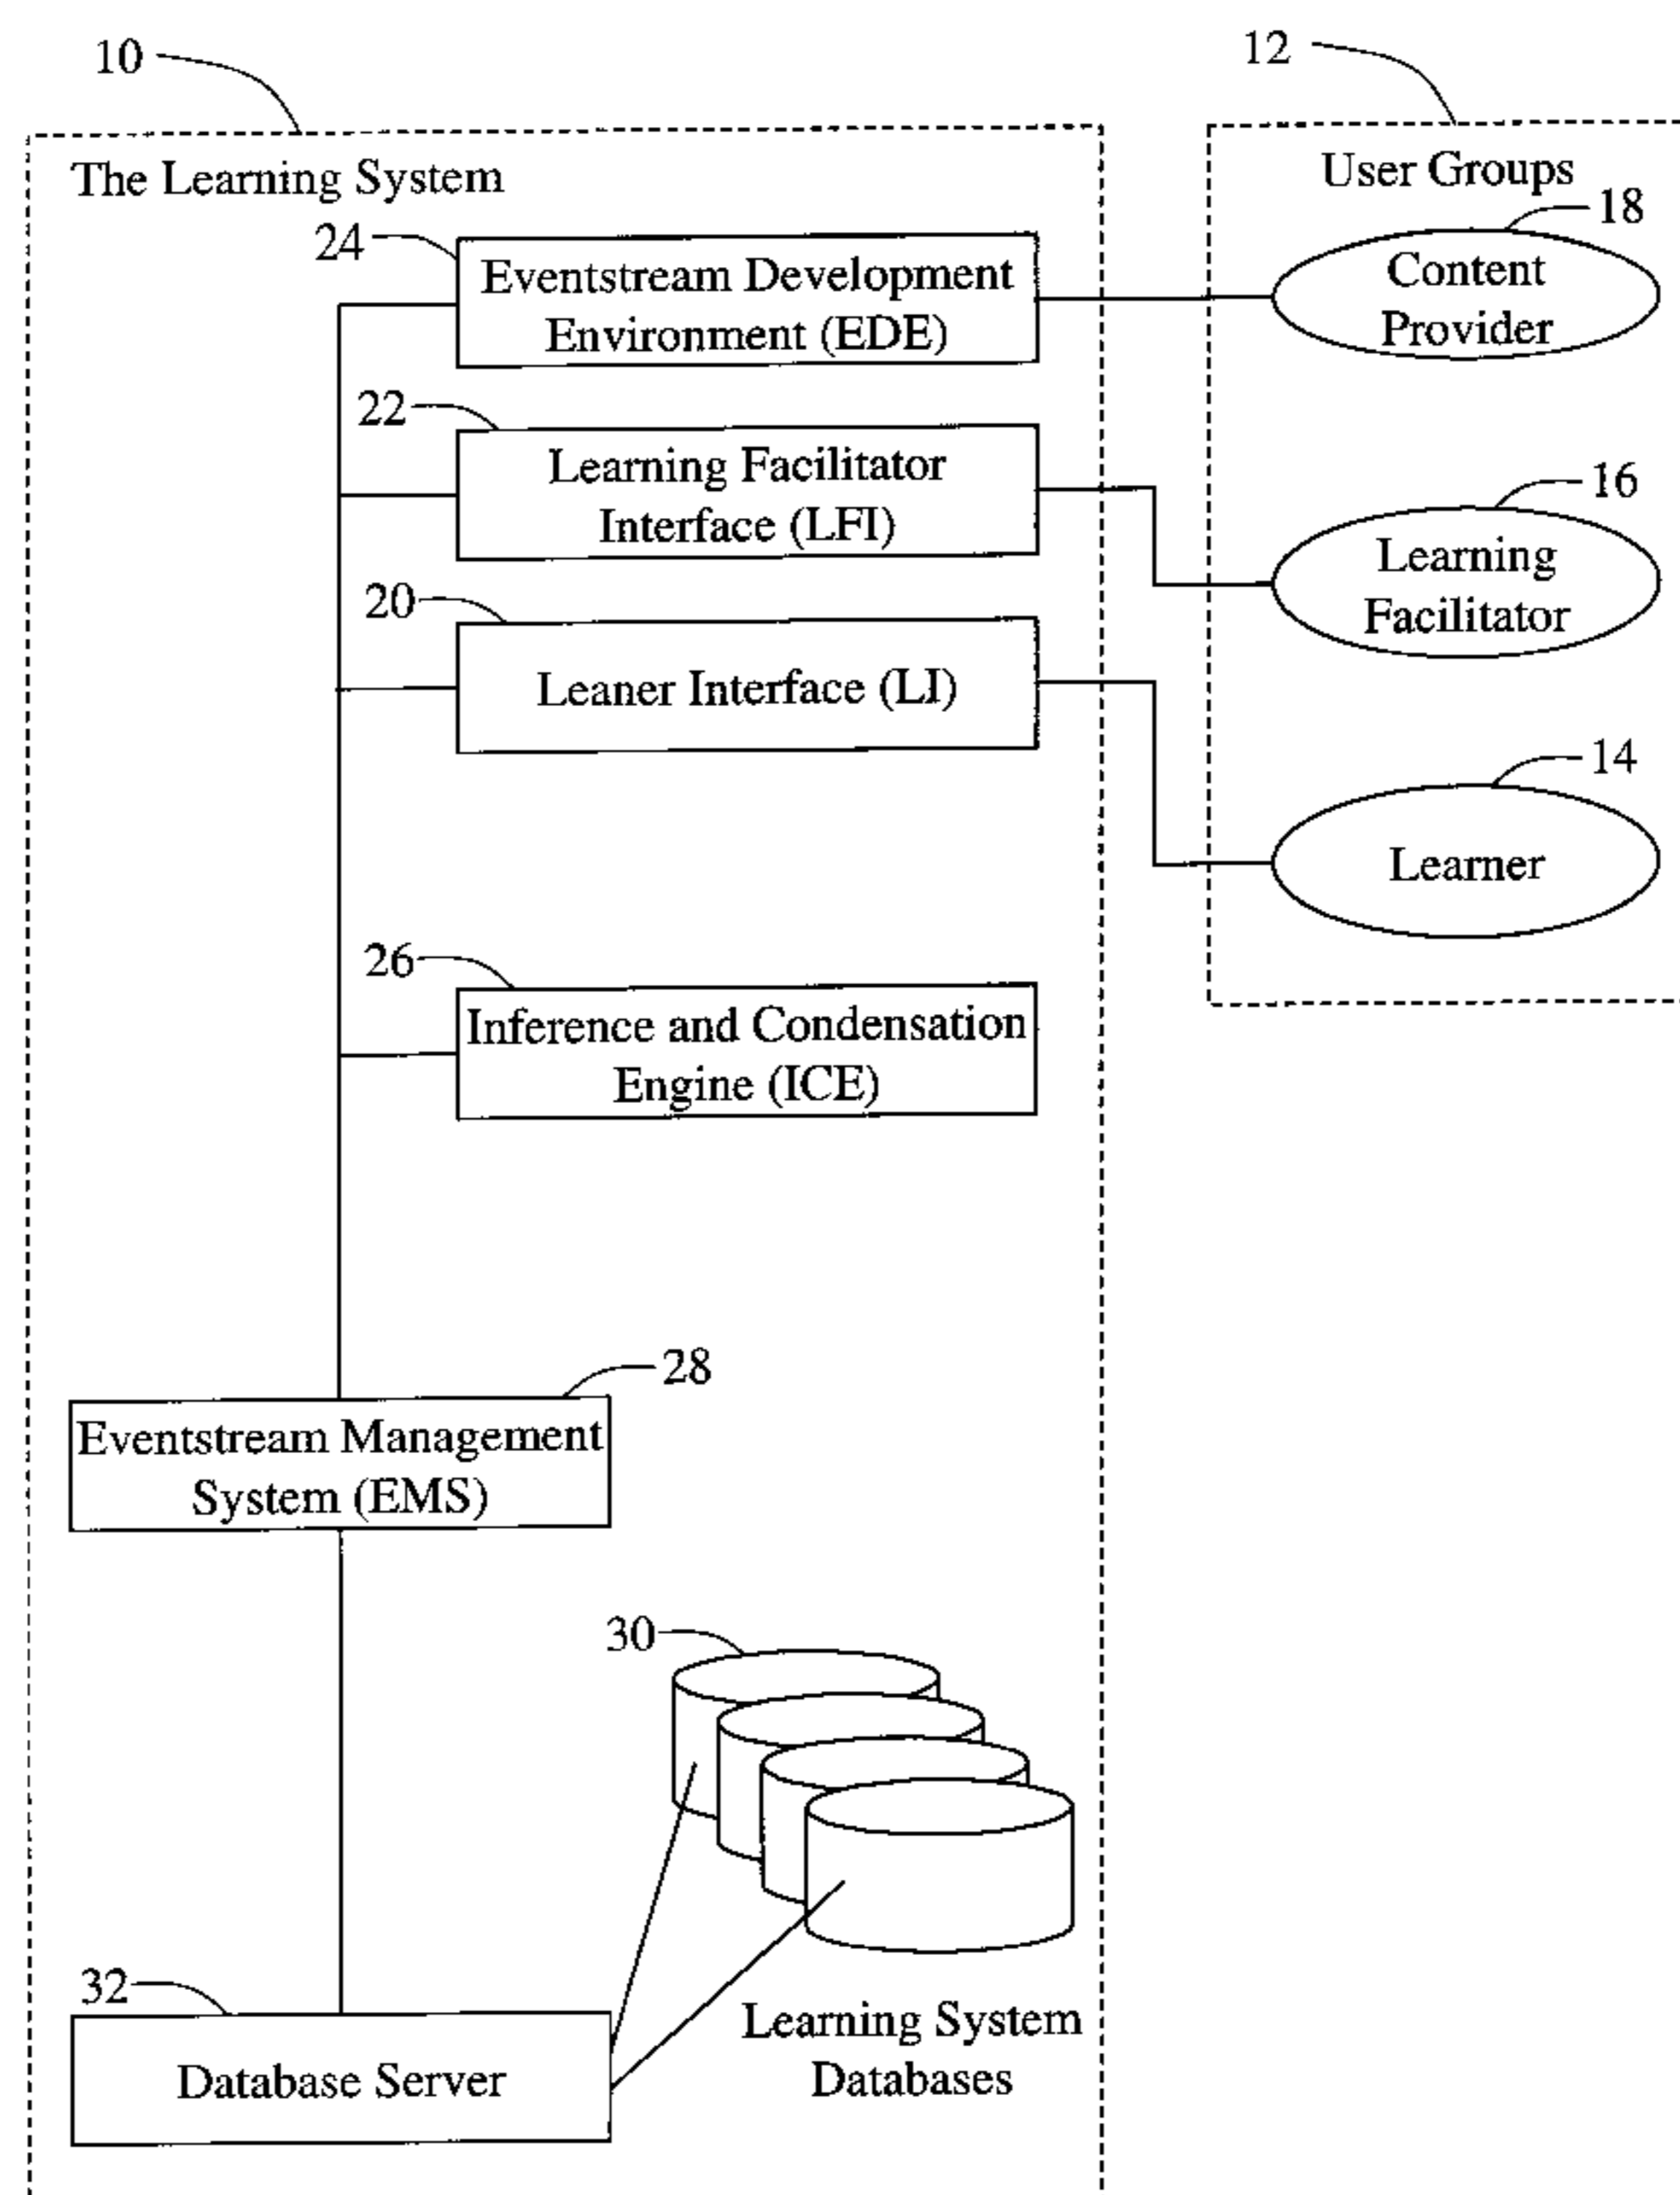 10
12
The Learning System
User Groups
24
18
Eventstream Development
Environment (EDE)
Content
Provider
22
Learning Facilitator
Interface (LFI)
16
Learning
Facilitator
20
Leaner Interface (LI)
14
Learner
26
Inference and Condensation
Engine (ICE)
28
Eventstream Management
System (EMS)
30
32
Learning System
Databases
Database Server